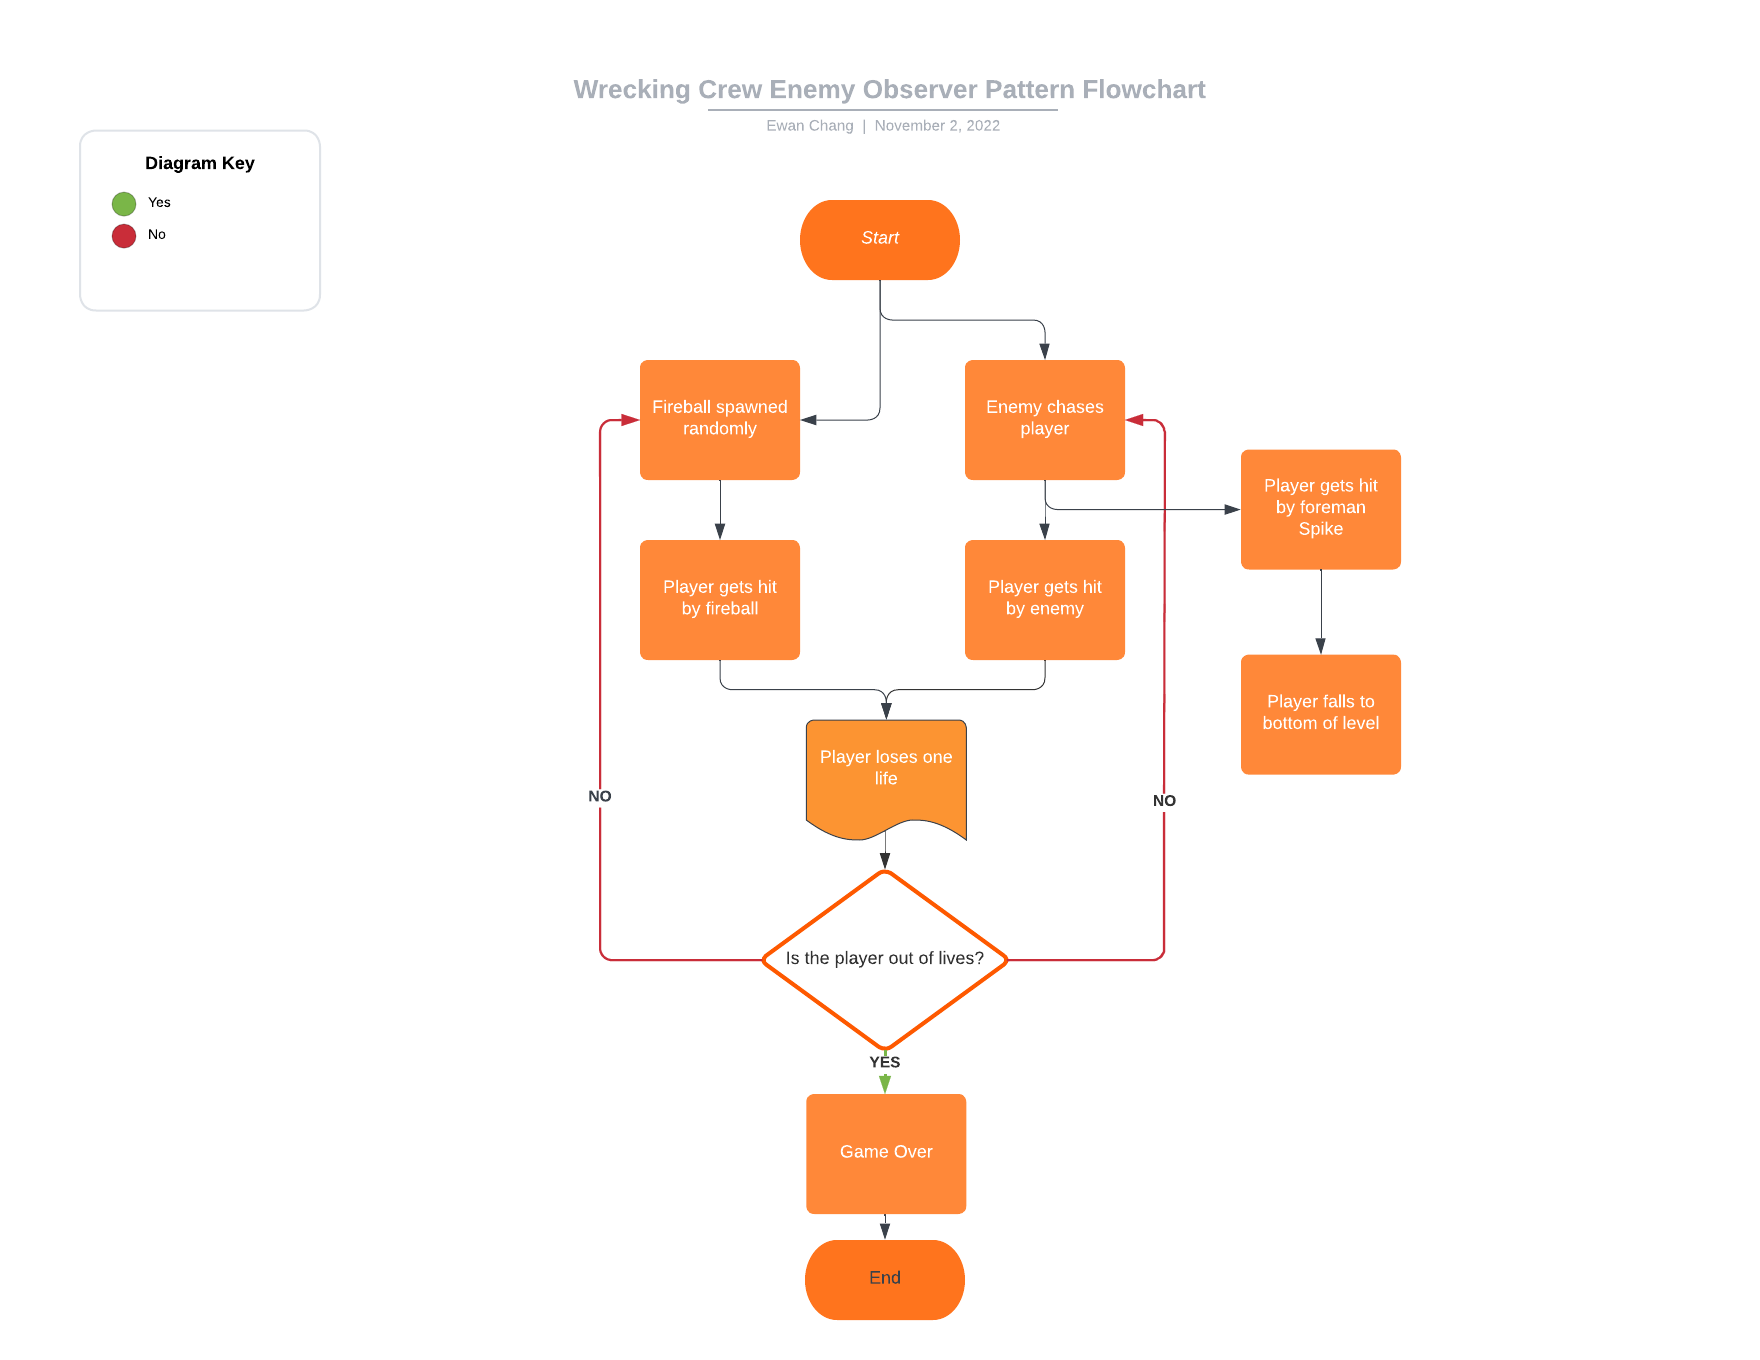 Wrecking Crew Enemy Observer Pattern Flowchart
Ewan Chang | November 2, 2022
Diagram Key
Yes
No
Start
Fireball spawned
randomly
Enemy chases
player
Player gets hit
by foreman
Spike
Player gets hit
by fireball
Player gets hit
by enemy
Player falls to
bottom of level
Player loses one
life
NO
NO
Is the player out of lives?
YES
Game Over
End